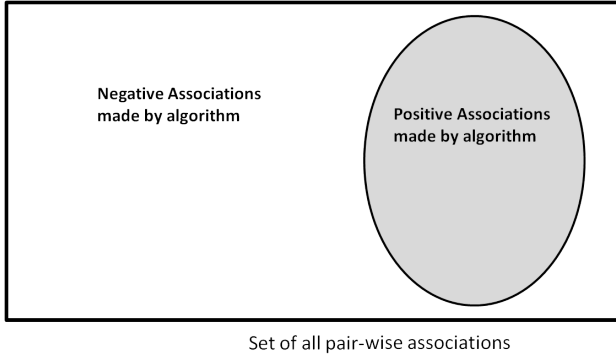 Negative Associations
made by algorithm
Positive Associations
made by algorithm
Set of all pair-wise associations